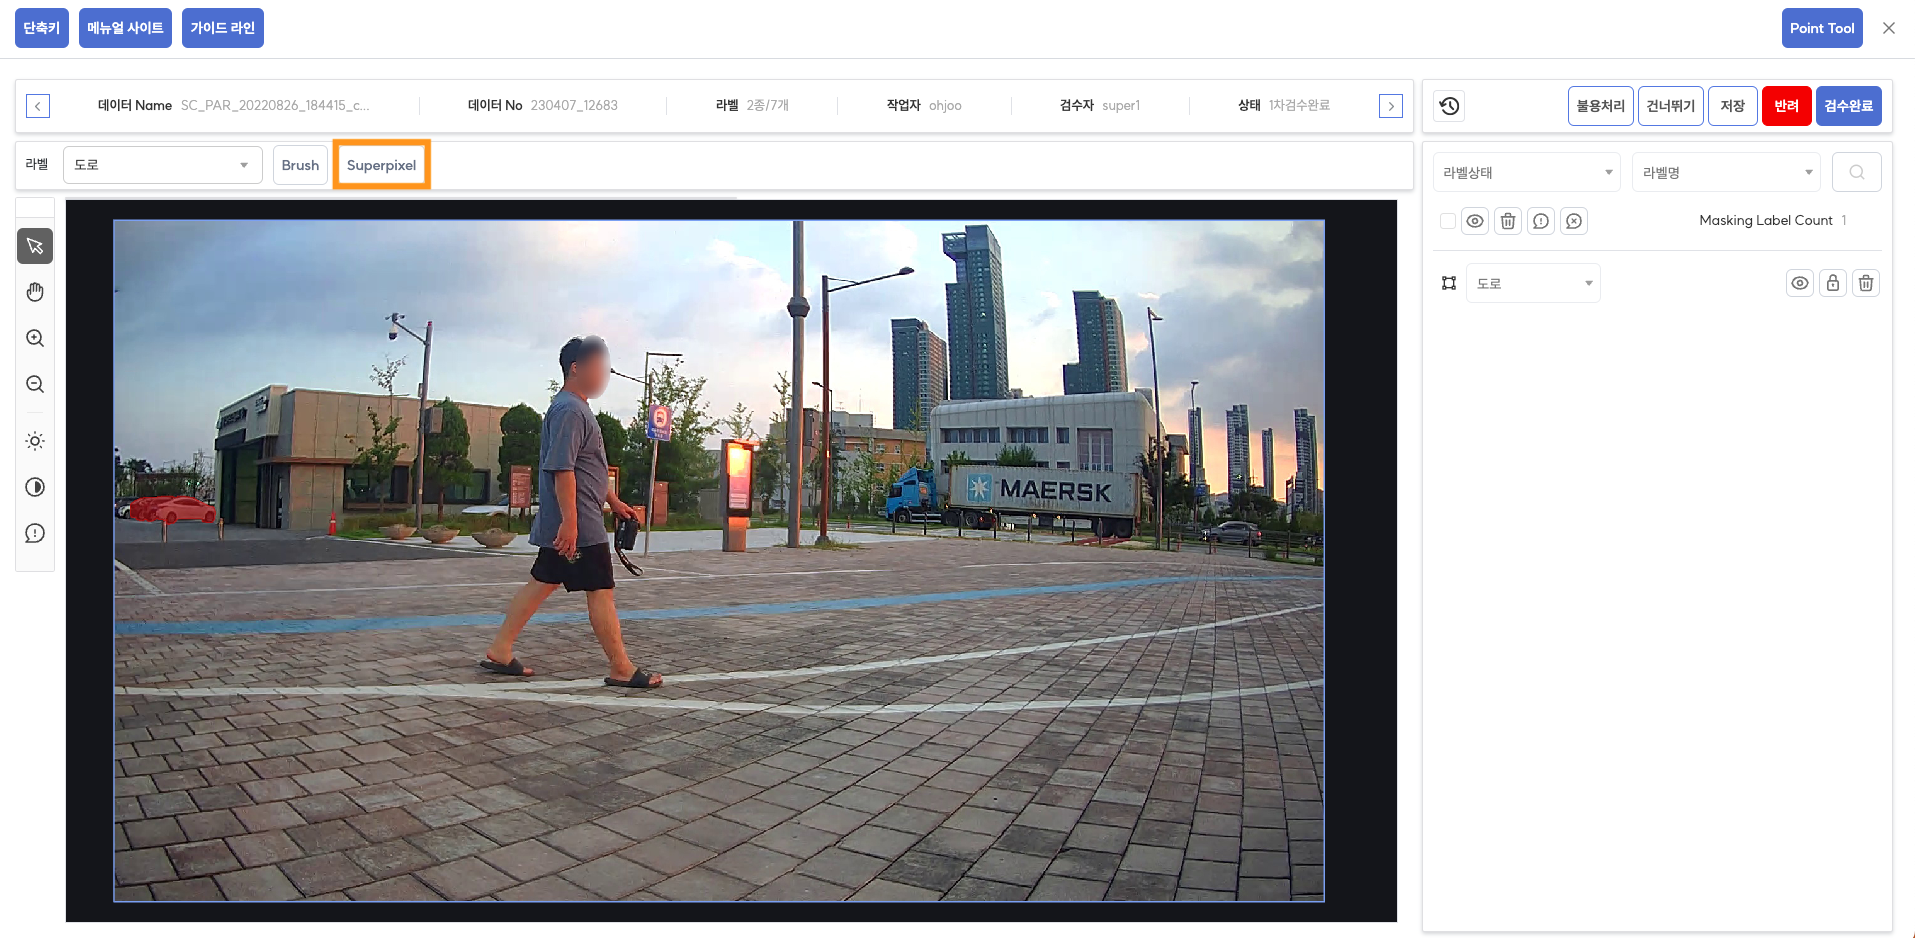 단축키 메뉴얼 사이트 가이드 라인 Point Tool
데이터 Name SC_PAR_20220826_184415_c...
데이터 No 230407_12683
라벨 2종/7개
작업자 ohjoo
검수자 super1
상태 1차검수완료
불용처리 건너뛰기 저장 반려 검수완료
라벨 도로 Brush Superpixel
라벨상태 라벨명
Masking Label Count 1
도로
MAERSK